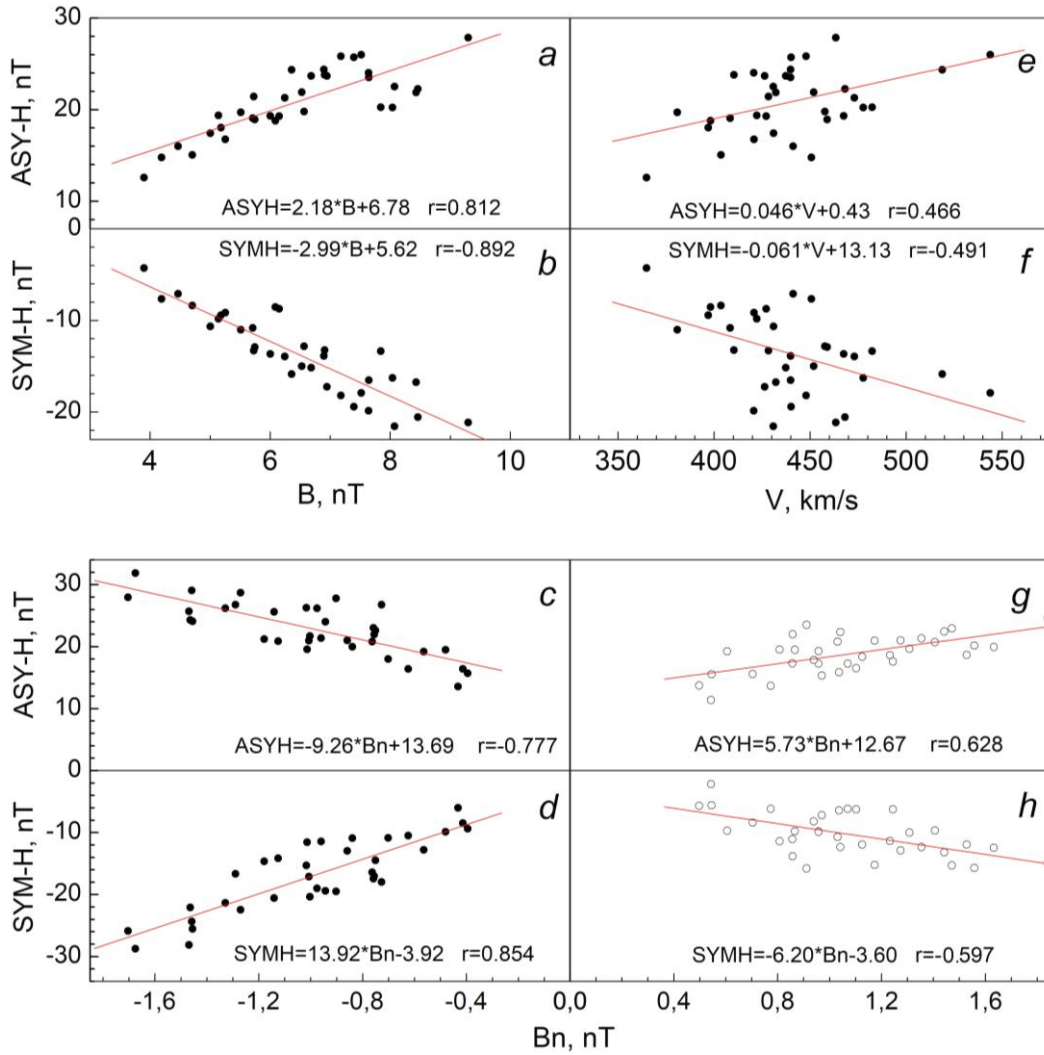 30
20
10
0
ASY-H, nT
a
ASYH=2.18*B+6.78 r=0.812
e
ASYH=0.046*V+0.43 r=0.466
-10
-20
SYM-H, nT
SYMH=-2.99*B+5.62 r=-0.892
b
SYMH=-0.061*V+13.13 r=-0.491
f
4 6 8 10
350 400 450 500 550
B, nT
V, km/s
30
20
10
0
ASY-H, nT
c
ASYH=-9.26*Bn+13.69 r=-0.777
g
ASYH=5.73*Bn+12.67 r=0.628
-10
-20
-30
SYM-H, nT
d
SYMH=13.92*Bn-3.92 r=0.854
h
SYMH=-6.20*Bn-3.60 r=-0.597
-1,6 -1,2 -0,8 -0,4 0,0 0,4 0,8 1,2 1,6
Bn, nT